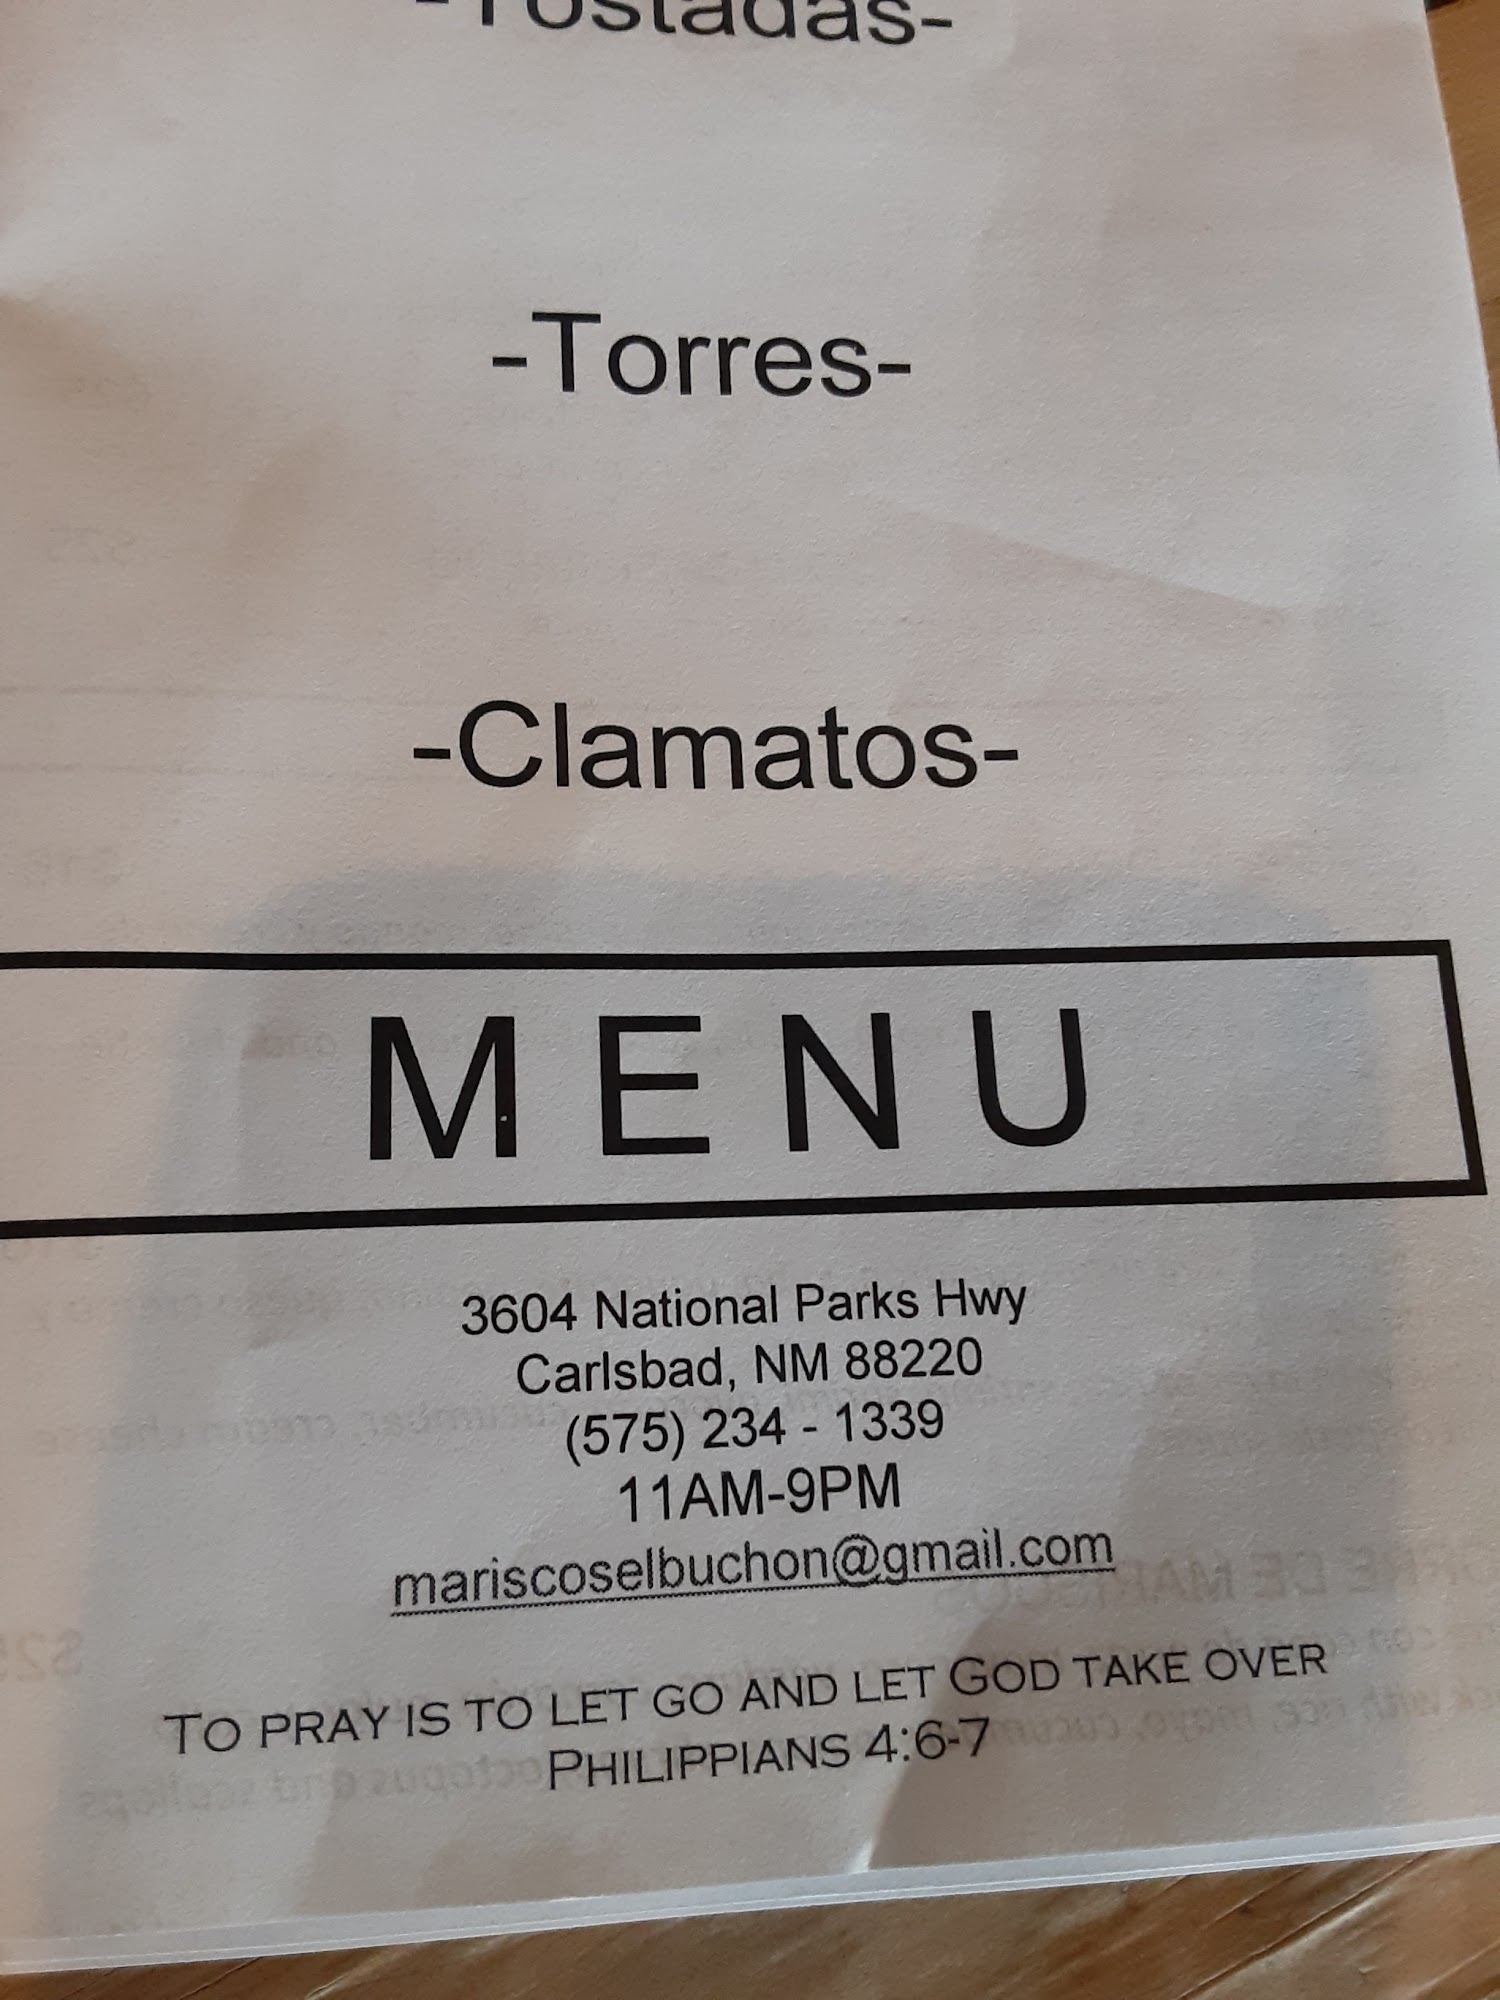 -Tostadas-
-Torres-
-Clamatos-
MENU
3604 National Parks Hwy
Carlsbad, NM 88220
(575) 234 - 1339
11AM-9PM
mariscoselbuchon@gmail.com
TO PRAY IS TO LET GO AND LET GOD TAKE OVER
PHILIPPIANS 4:6-7